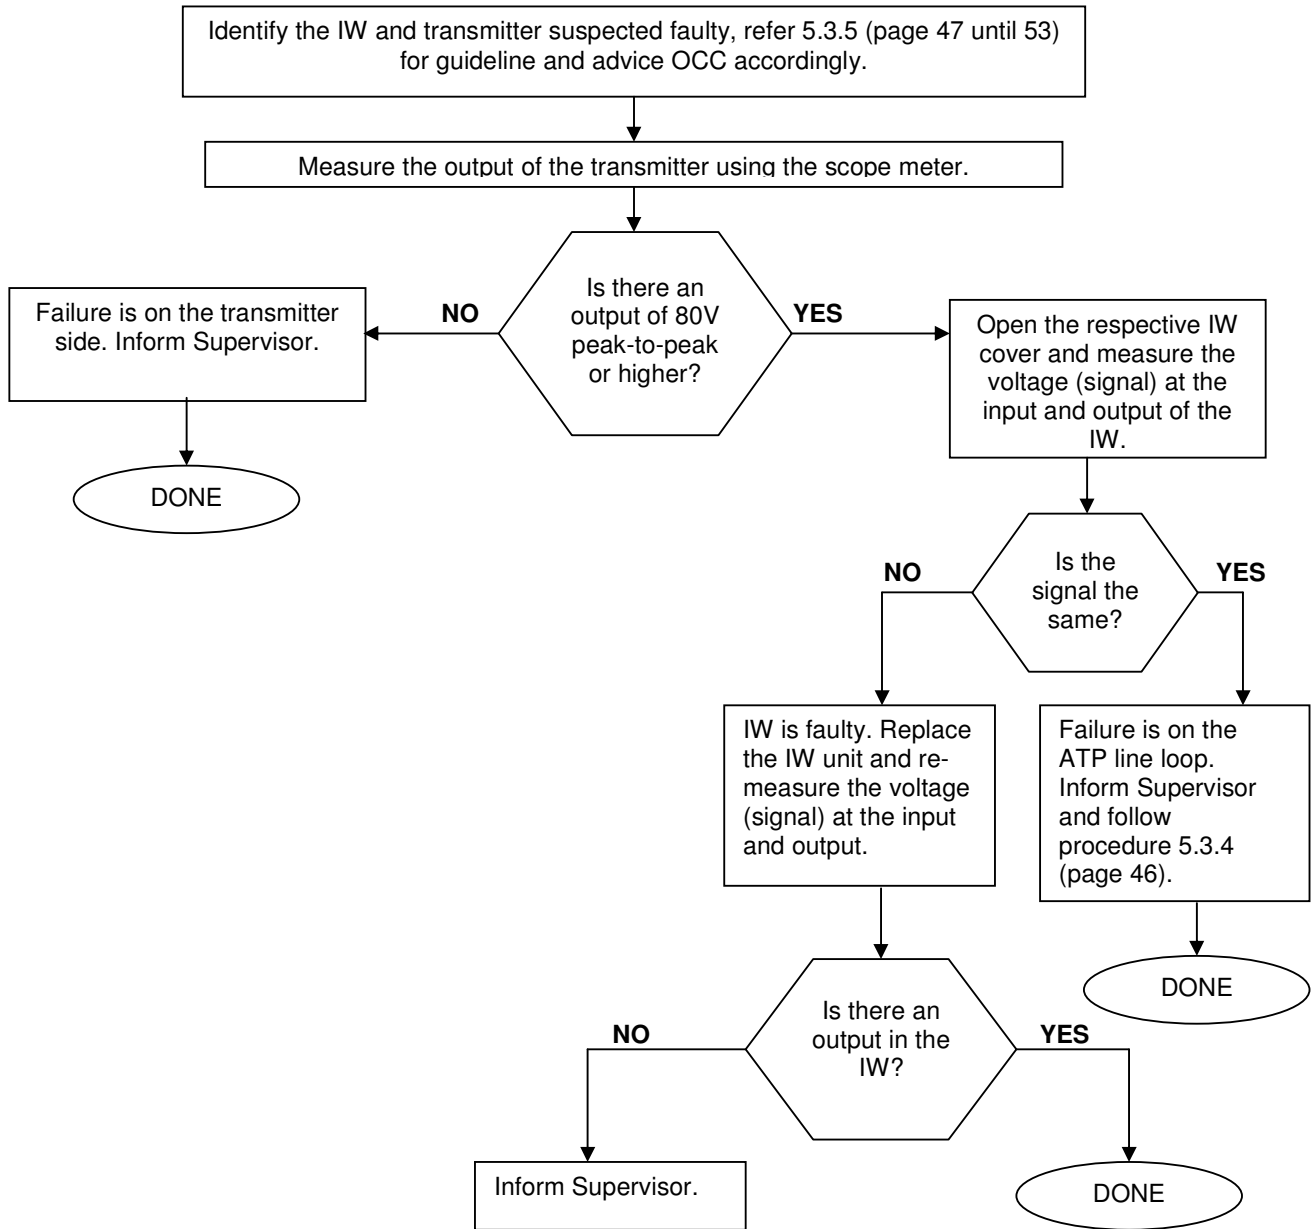 Identify the IW and transmitter suspected faulty, refer 5.3.5 (page 47 until 53)
for guideline and advice OCC accordingly.
Measure the output of the transmitter using the scope meter.
Is there an
output of 80V
peak-to-peak
or higher?
NO
YES
Failure is on the transmitter
side. Inform Supervisor.
DONE
Open the respective IW
cover and measure the
voltage (signal) at the
input and output of the
IW.
Is the
signal the
same?
NO
YES
IW is faulty. Replace
the IW unit and re-
measure the voltage
(signal) at the input
and output.
Failure is on the
ATP line loop.
Inform Supervisor
and follow
procedure 5.3.4
(page 46).
DONE
Is there an
output in the
IW?
NO
YES
Inform Supervisor.
DONE